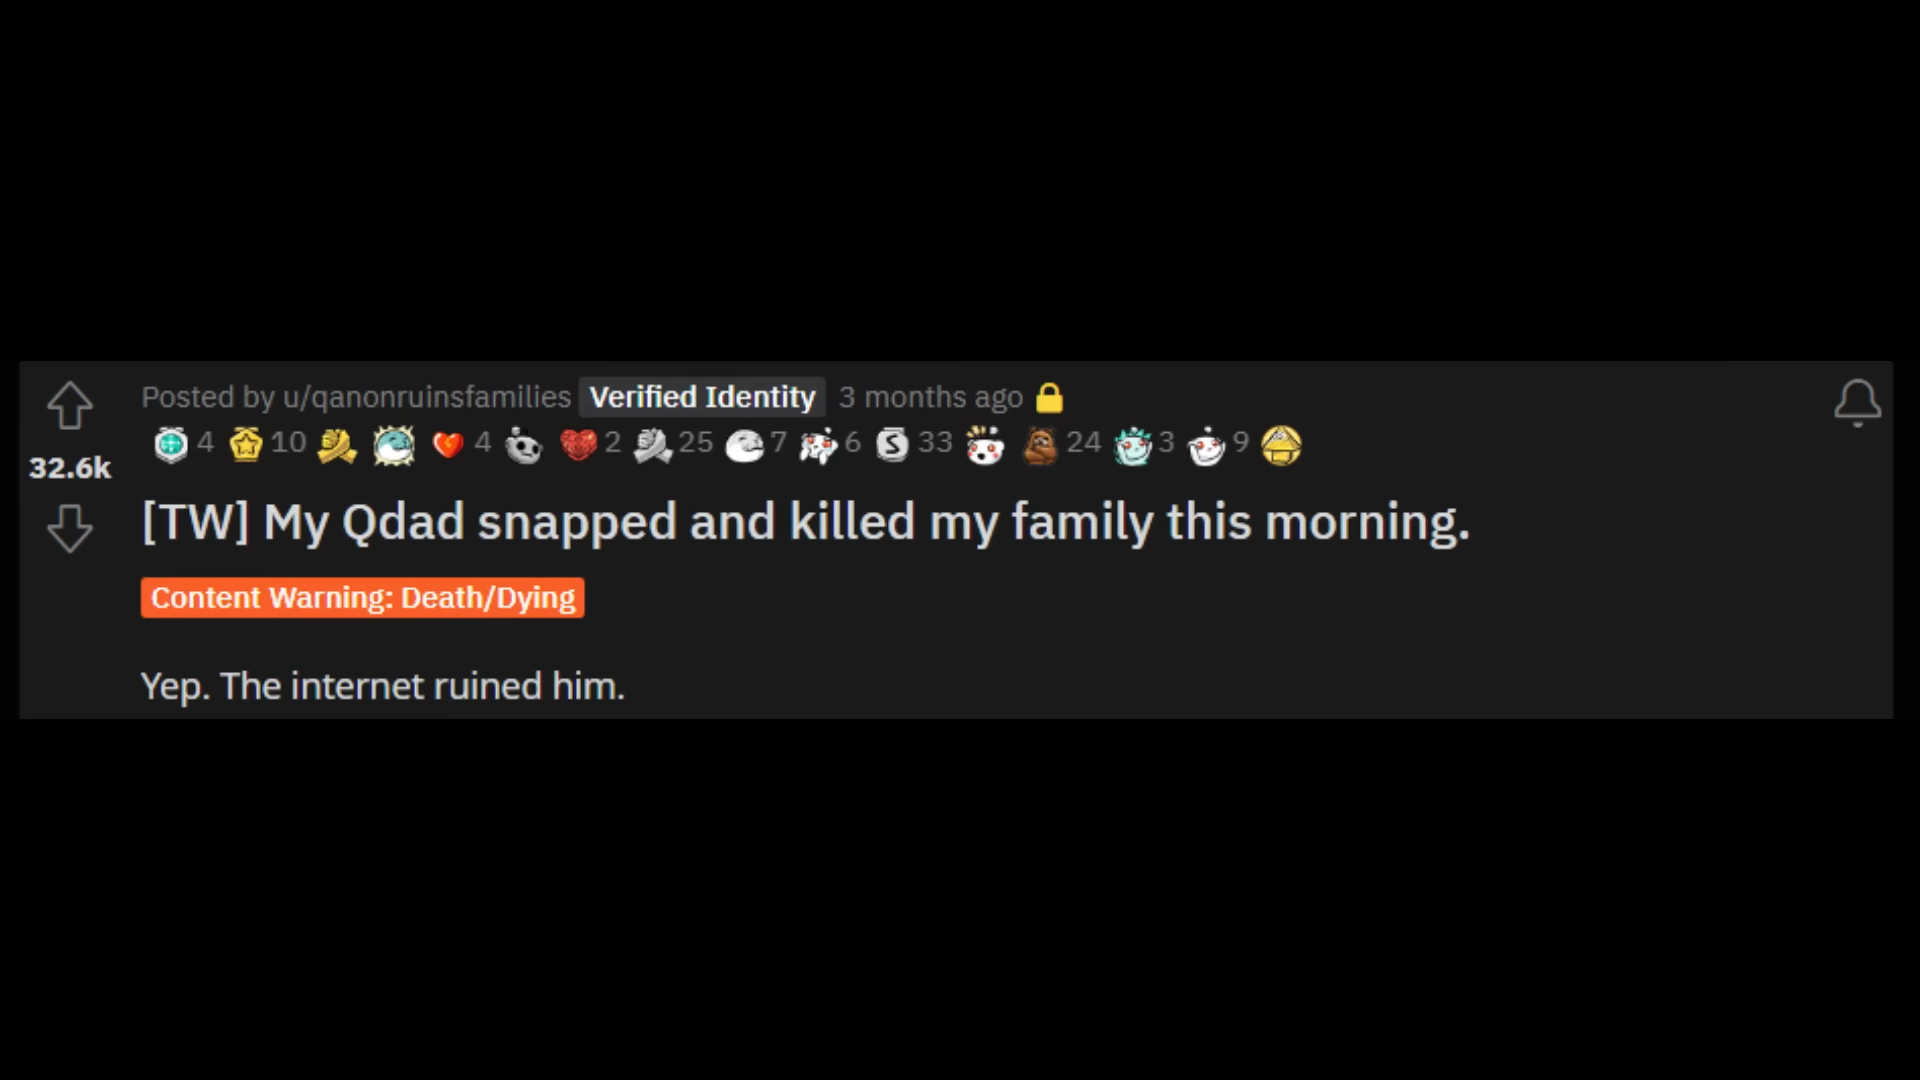 Posted by u/qanonruinsfamilies Verified Identity 3 months ago
4 10 4 2 25 7 6 S 33 24 3 9
32.6k
[TW] My Qdad snapped and killed my family this morning.
Content Warning: Death/Dying
Yep. The internet ruined him.